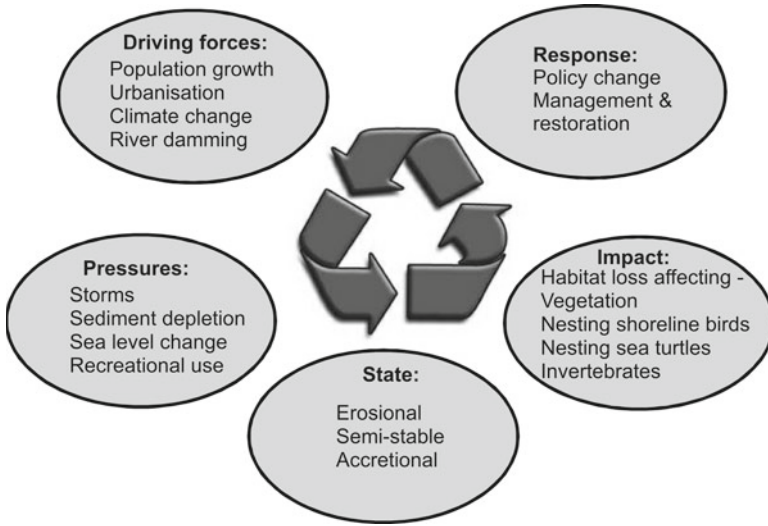 Driving forces:
Population growth
Urbanisation
Climate change
River damming
Response:
Policy change
Management &
restoration
Pressures:
Storms
Sediment depletion
Sea level change
Recreational use
Impact:
Habitat loss affecting -
Vegetation
Nesting shoreline birds
Nesting sea turtles
Invertebrates
State:
Erosional
Semi-stable
Accretional